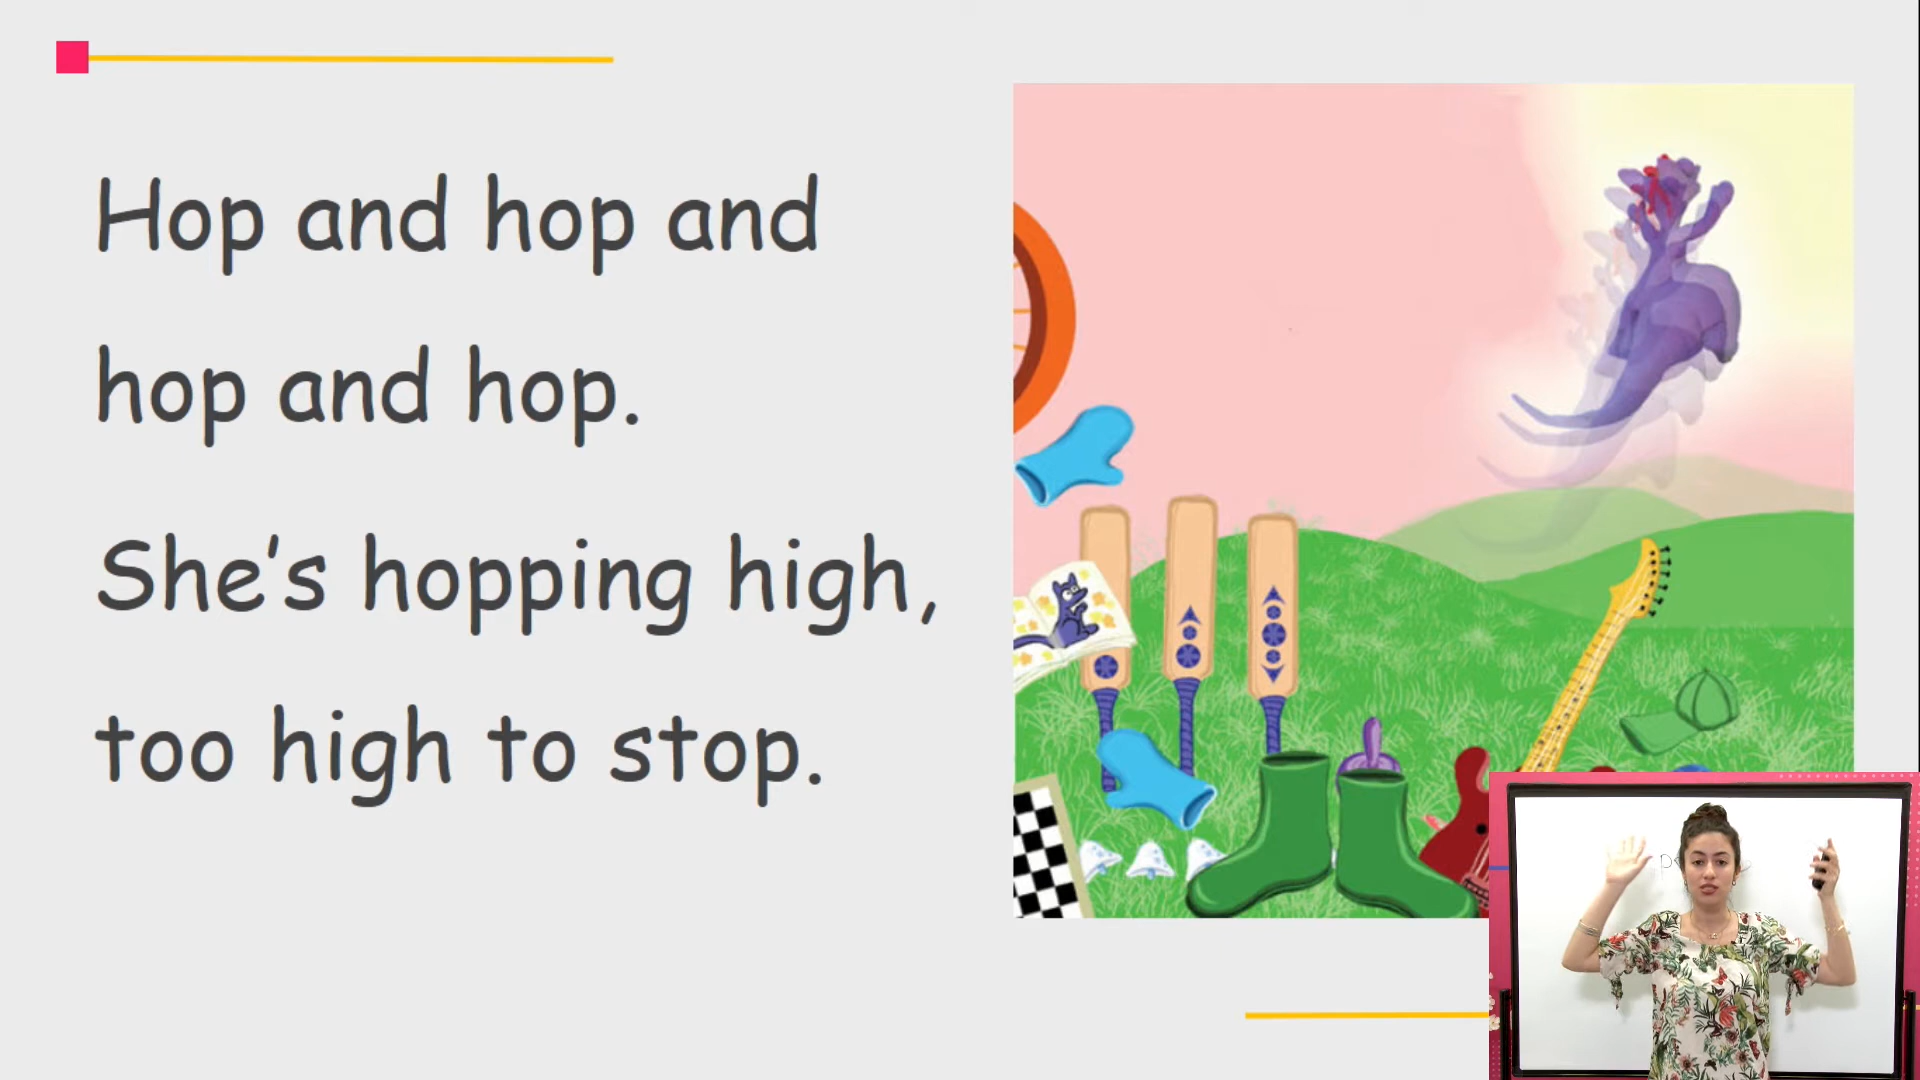 Hop and hop and
hop and hop.
She's hopping high,
too high to stop.